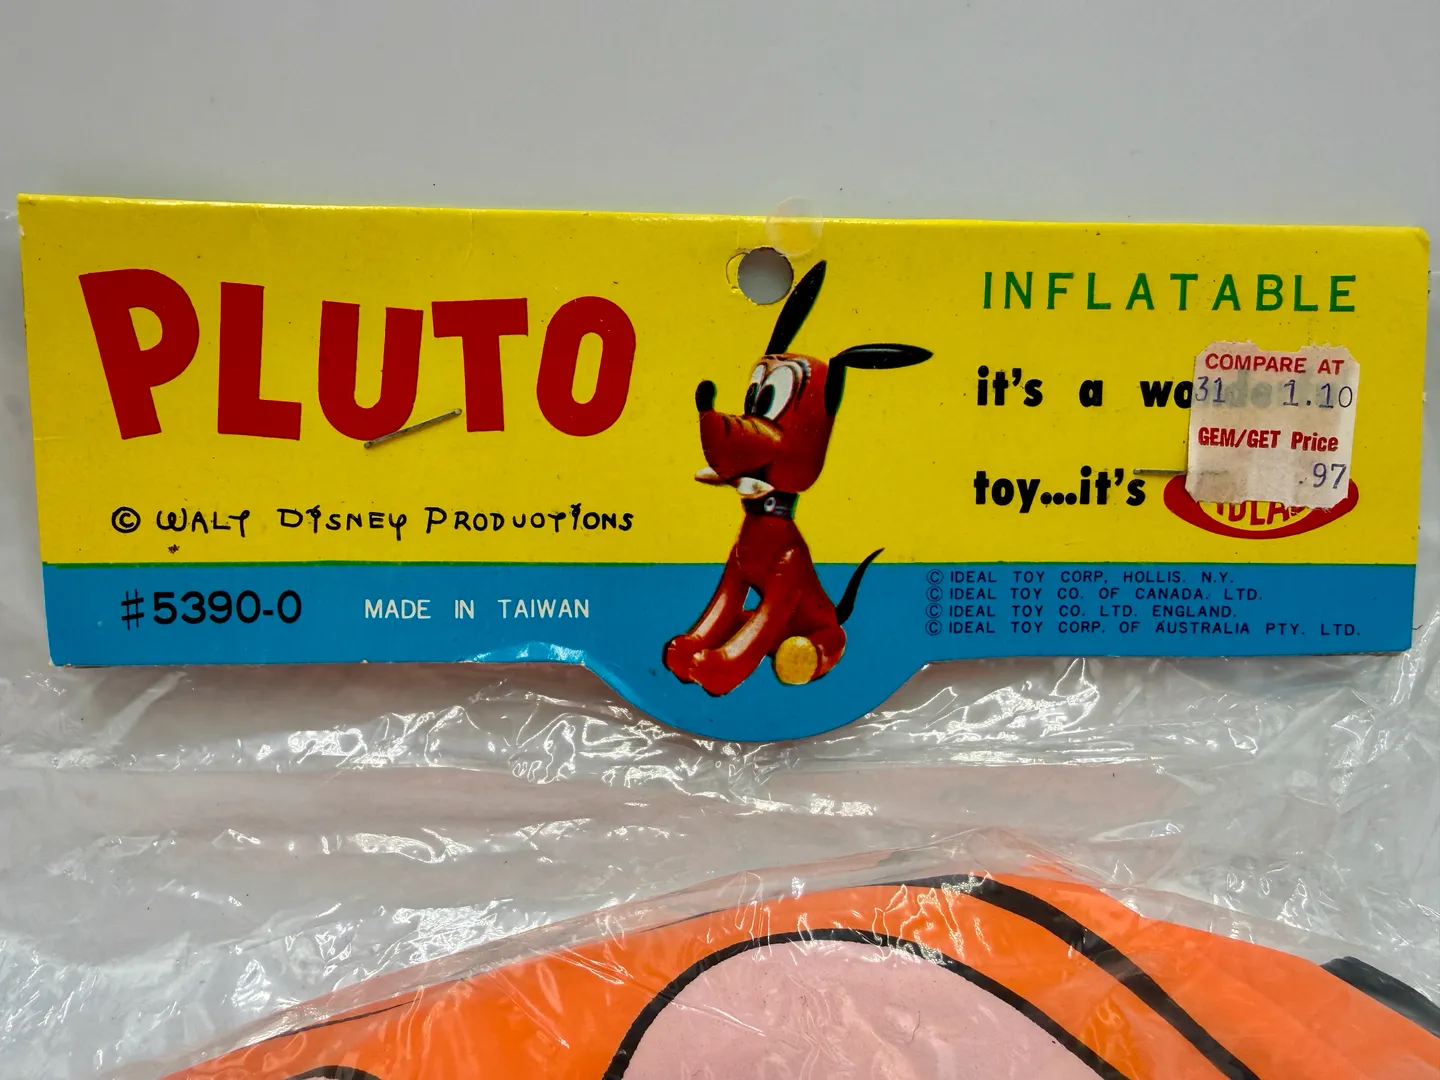 PLUTO
© WALT DISNEY PRODUCTIONS
#5390-0 MADE IN TAIWAN
INFLATABLE
it's a
toy...it's
COMPARE AT
31 1.10
GEM/GET Price
.97
© IDEAL TOY CORP, HOLLIS. N.Y.
© IDEAL TOY CO. OF CANADA. LTD.
© IDEAL TOY CO. LTD. ENGLAND.
© IDEAL TOY CORP. OF AUSTRALIA PTY. LTD.